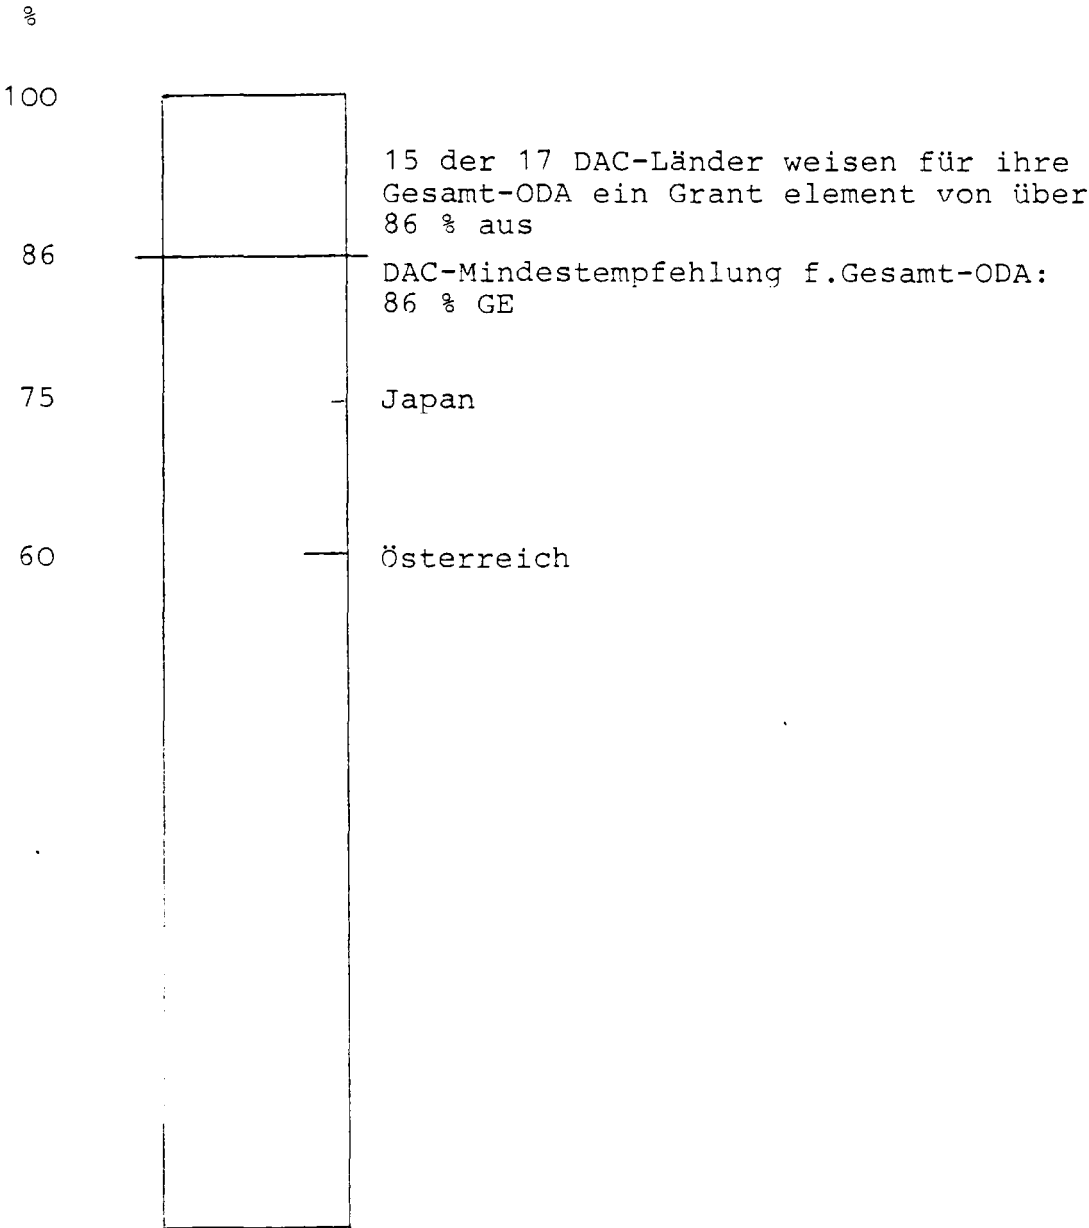 %
100
15 der 17 DAC-Länder weisen für ihre
Gesamt-ODA ein Grant element von über
86 % aus
86
DAC-Mindestempfehlung f.Gesamt-ODA:
86 % GE
75 Japan
60 Österreich